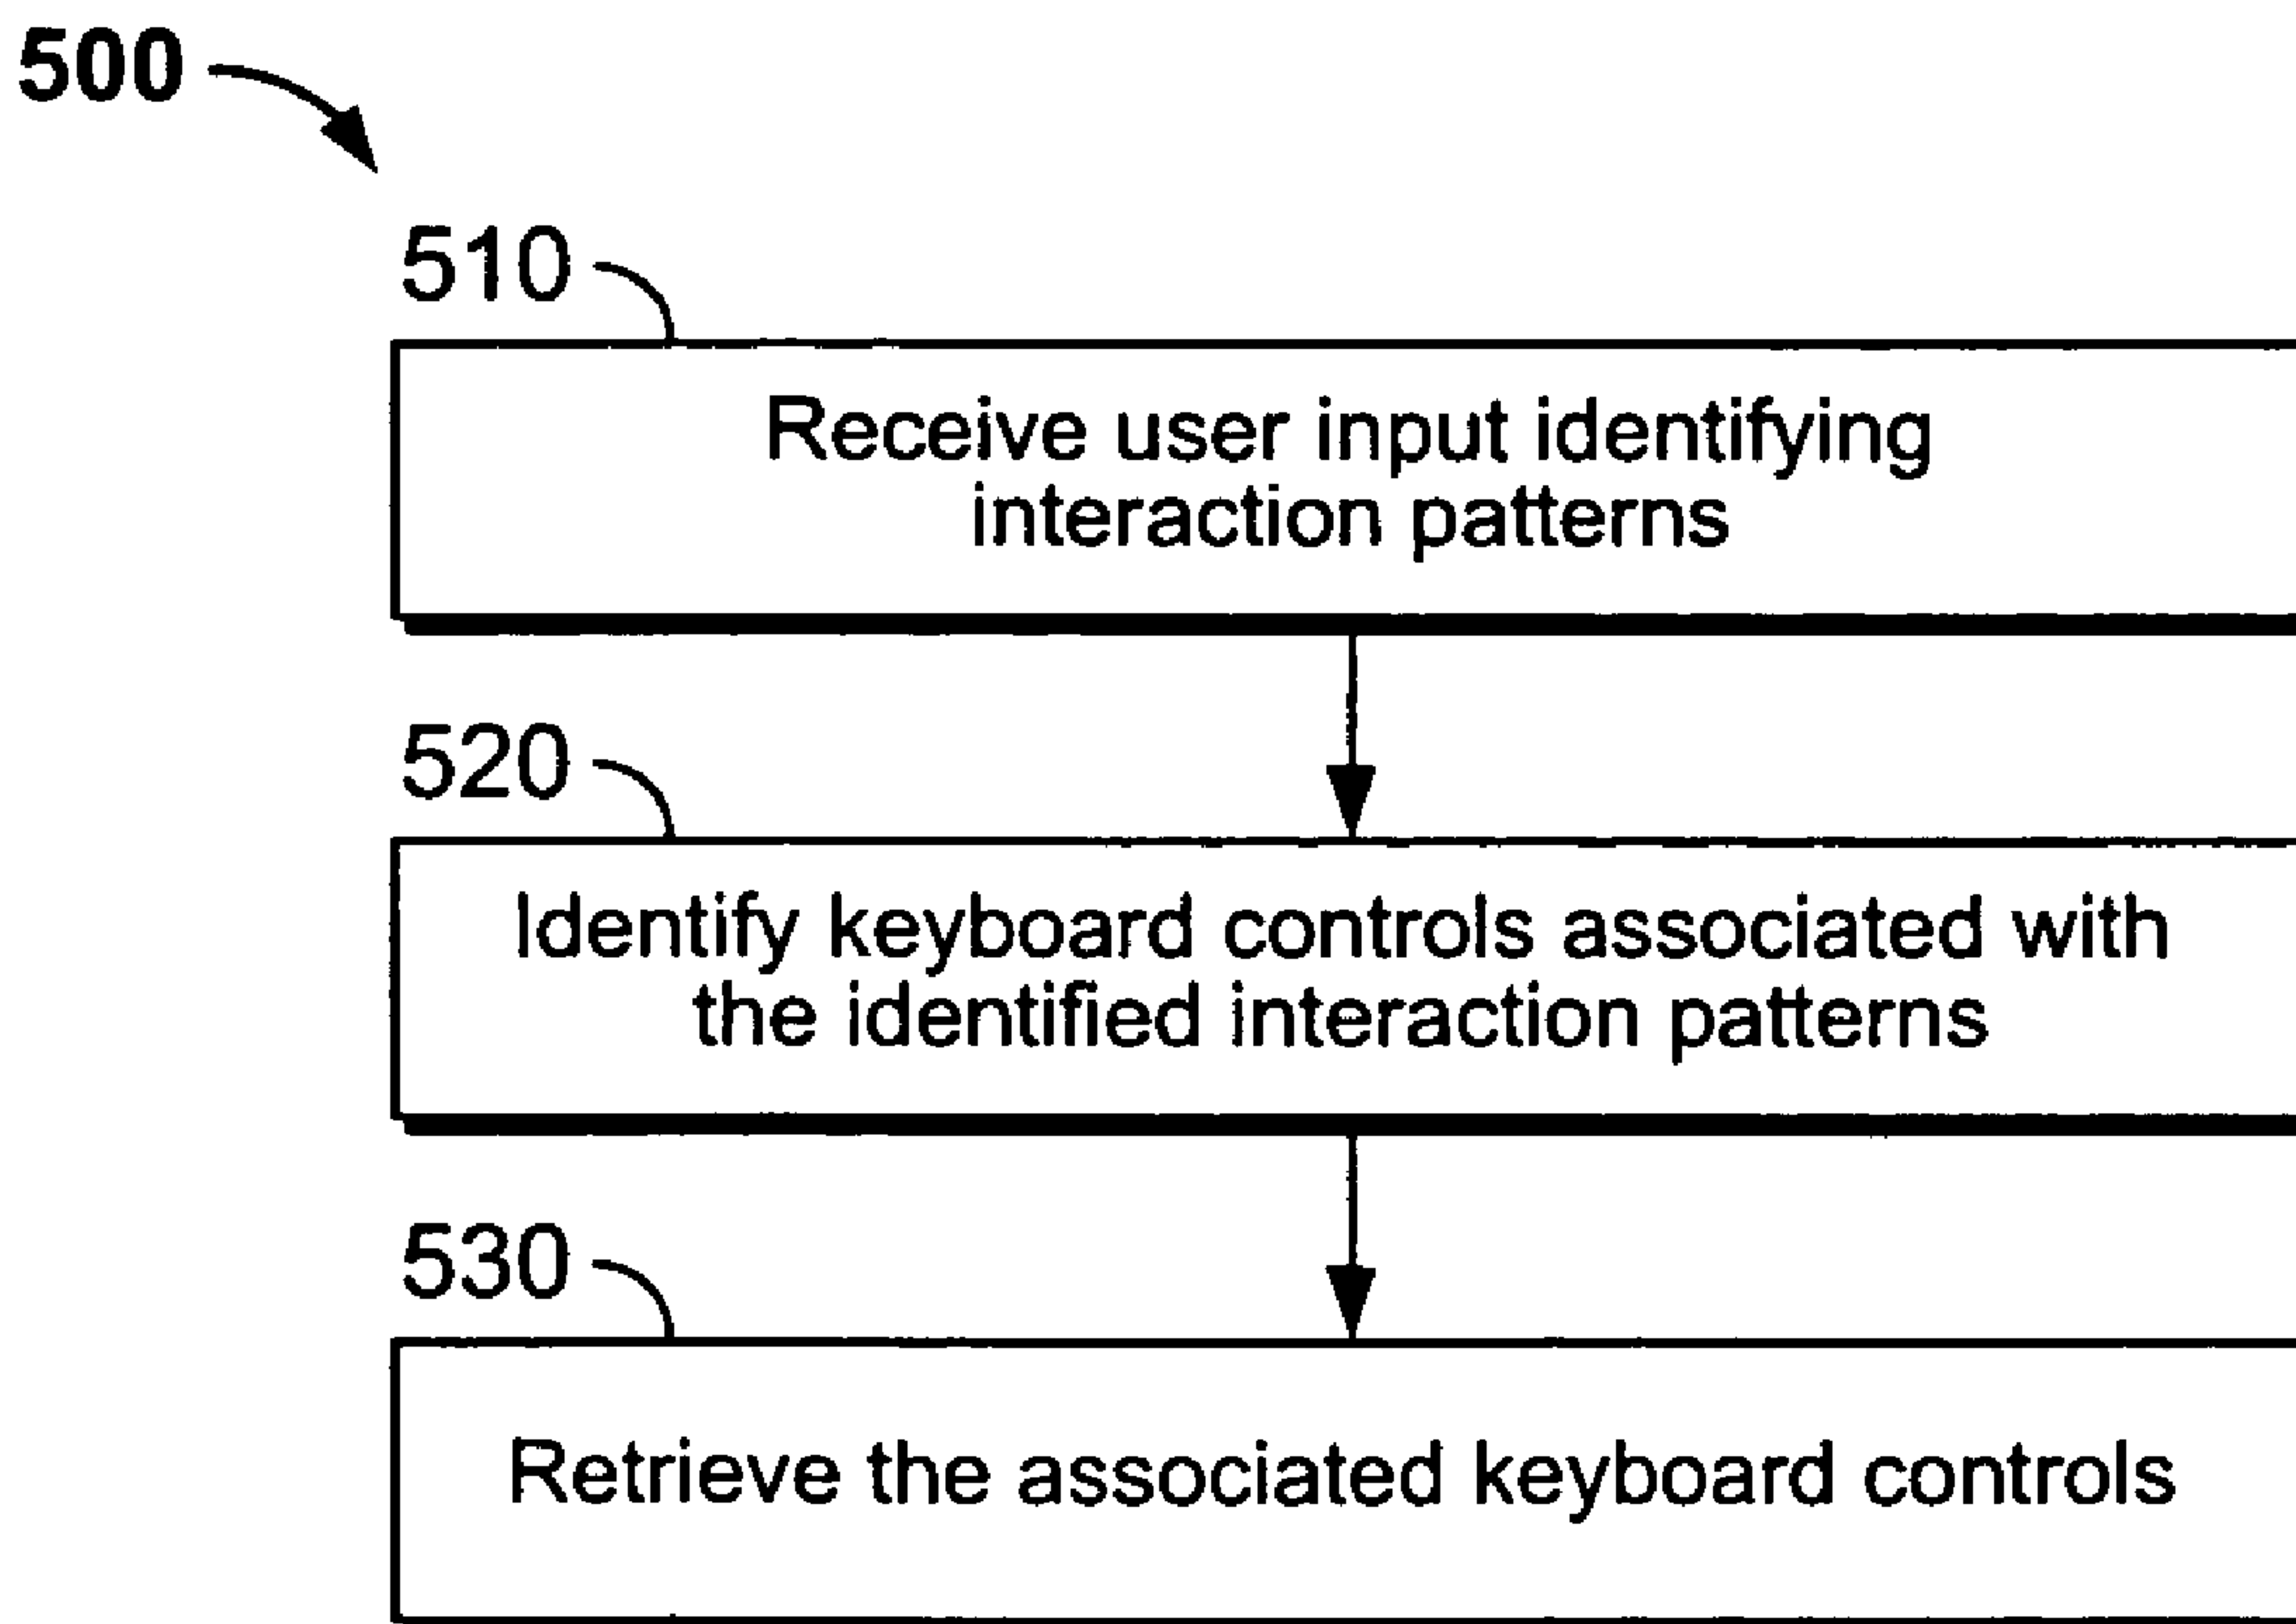 500
510
Receive user input identifying
interaction patterns
520
Identify keyboard controls associated with
the identified interaction patterns
530
Retrieve the associated keyboard controls